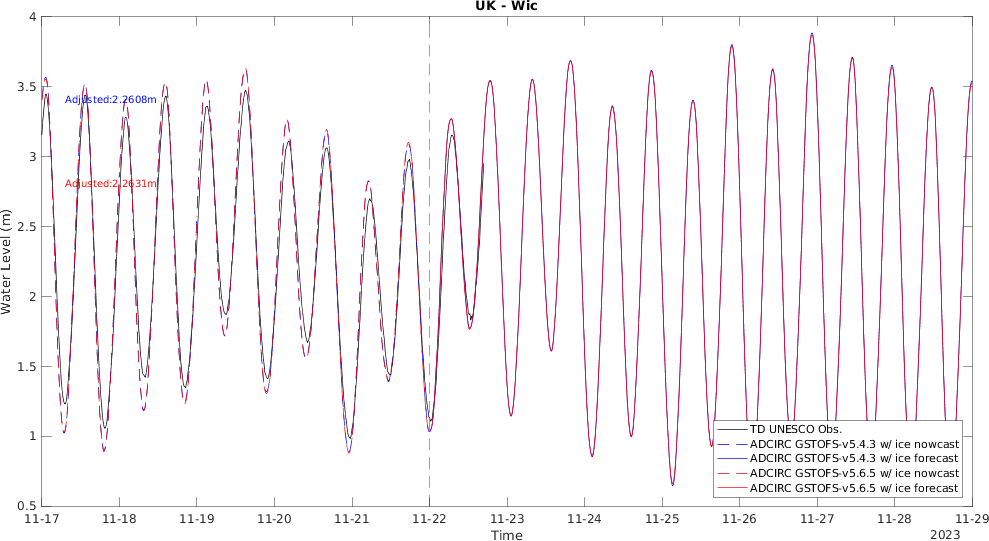 UK - Wic
4
3.5
3
2.5
2
1.5
1
0.5
Water Level (m)
Adjusted:2.2608m
Adjusted:2.2631m
TD UNESCO Obs.
ADCIRC GSTOFS-v5.4.3 w/ ice nowcast
ADCIRC GSTOFS-v5.4.3 w/ ice forecast
ADCIRC GSTOFS-v5.6.5 w/ ice nowcast
ADCIRC GSTOFS-v5.6.5 w/ ice forecast
11-17 11-18 11-19 11-20 11-21 11-22 11-23 11-24 11-25 11-26 11-27 11-28 11-29
Time
2023